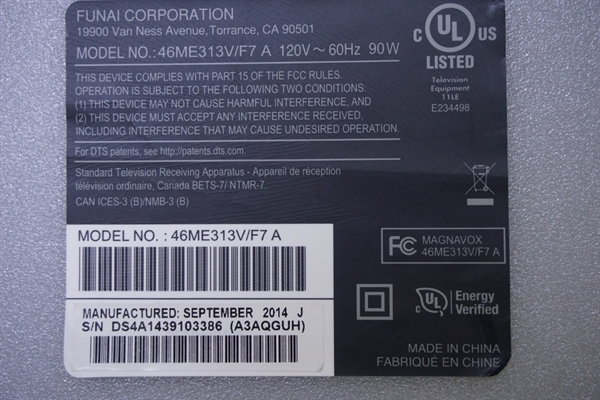 FUNAI CORPORATION
19900 Van Ness Avenue, Torrance, CA 90501
MODEL NO.: 46ME313V/F7 A 120V ~ 60Hz 90W
THIS DEVICE COMPLIES WITH PART 15 OF THE FCC RULES.
OPERATION IS SUBJECT TO THE FOLLOWING TWO CONDITIONS:
(1) THIS DEVICE MAY NOT CAUSE HARMFUL INTERFERENCE, AND
(2) THIS DEVICE MUST ACCEPT ANY INTERFERENCE RECEIVED,
INCLUDING INTERFERENCE THAT MAY CAUSE UNDESIRED OPERATION.
For DTS patents, see http://patents.dts.com.
Standard Television Receiving Apparatus - Appareil de réception
télévision ordinaire, Canada BETS-7/ NTMR-7.
CAN ICES-3 (B)/NMB-3 (B)
C UL US
LISTED
Television
Equipment
11LE
E234498
MODEL NO. : 46ME313V/F7 A
MANUFACTURED: SEPTEMBER 2014 J
S/N DS4A1439103386 (A3AQGUH)
FC MAGNAVOX
46ME313V/F7 A
c UL Energy
Verified
MADE IN CHINA
FABRIQUÉ EN CHINE